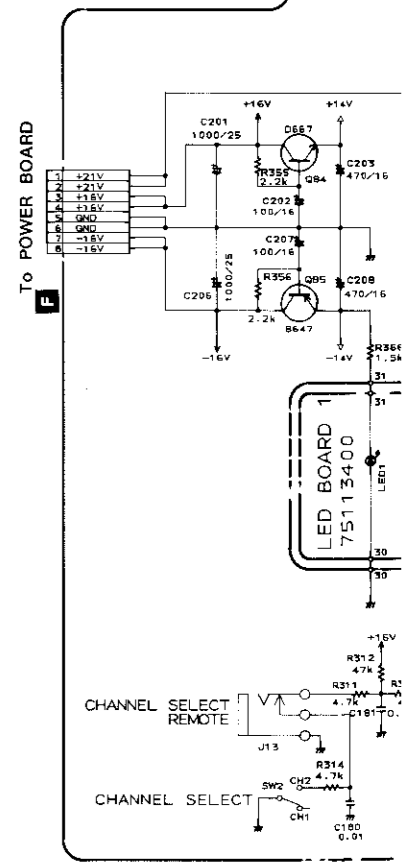 To POWER BOARD
F
1 +21V
2 +21V
3 +16V
4 +16V
5 GND
6 GND
7 -16V
8 -16V
C201
1000/25
+16V
D667
+14V
R355
2.2k
Q84
C203
470/16
C202
100/16
C207
100/16
C206
1000/25
R356
2.2k
Q85
B647
C208
470/16
-16V
-14V
R366
1.5k
31
31
LED BOARD 1
75113400
LED1
30
30
+16V
R312
47k
R311
4.7k
C181
0.
CHANNEL SELECT
REMOTE
J13
R314
4.7k
SW2
CH2
CHANNEL SELECT
CH1
C180
0.01